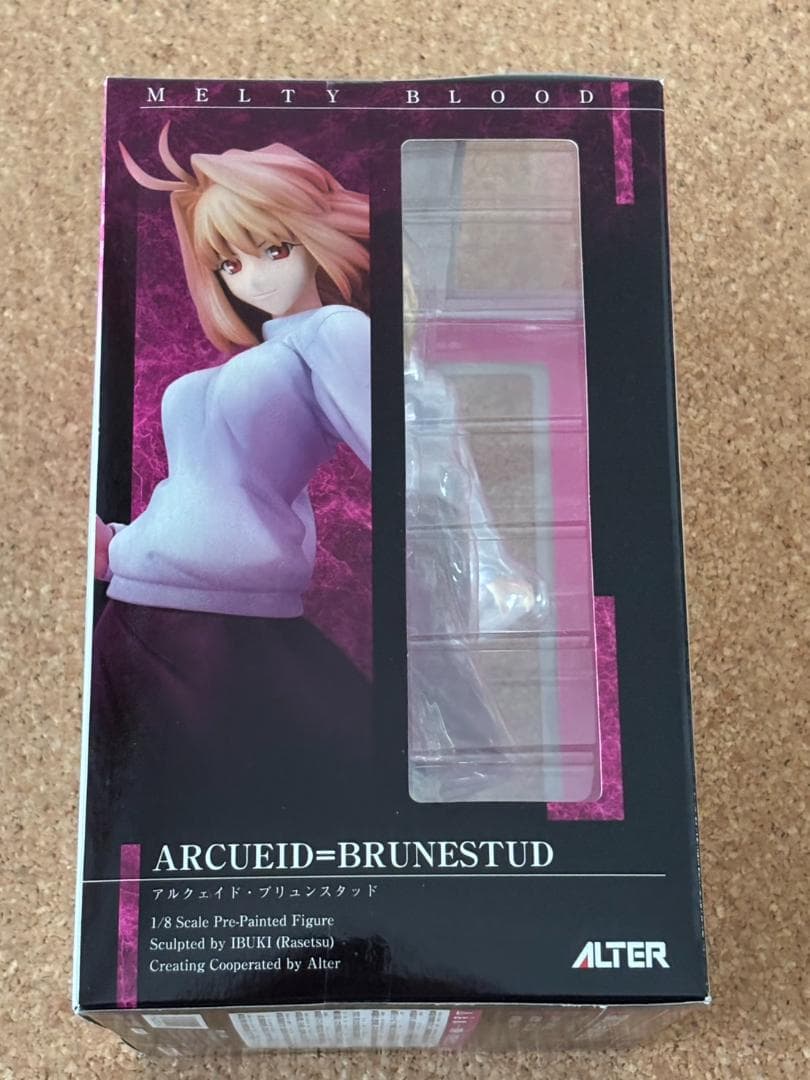 MELTY BLOOD
ARCUEID=BRUNESTUD
アルクェイド・ブリュンスタッド
1/8 Scale Pre-Painted Figure
Sculpted by IBUKI (Rasetsu)
Creating Cooperated by Alter
ALTER